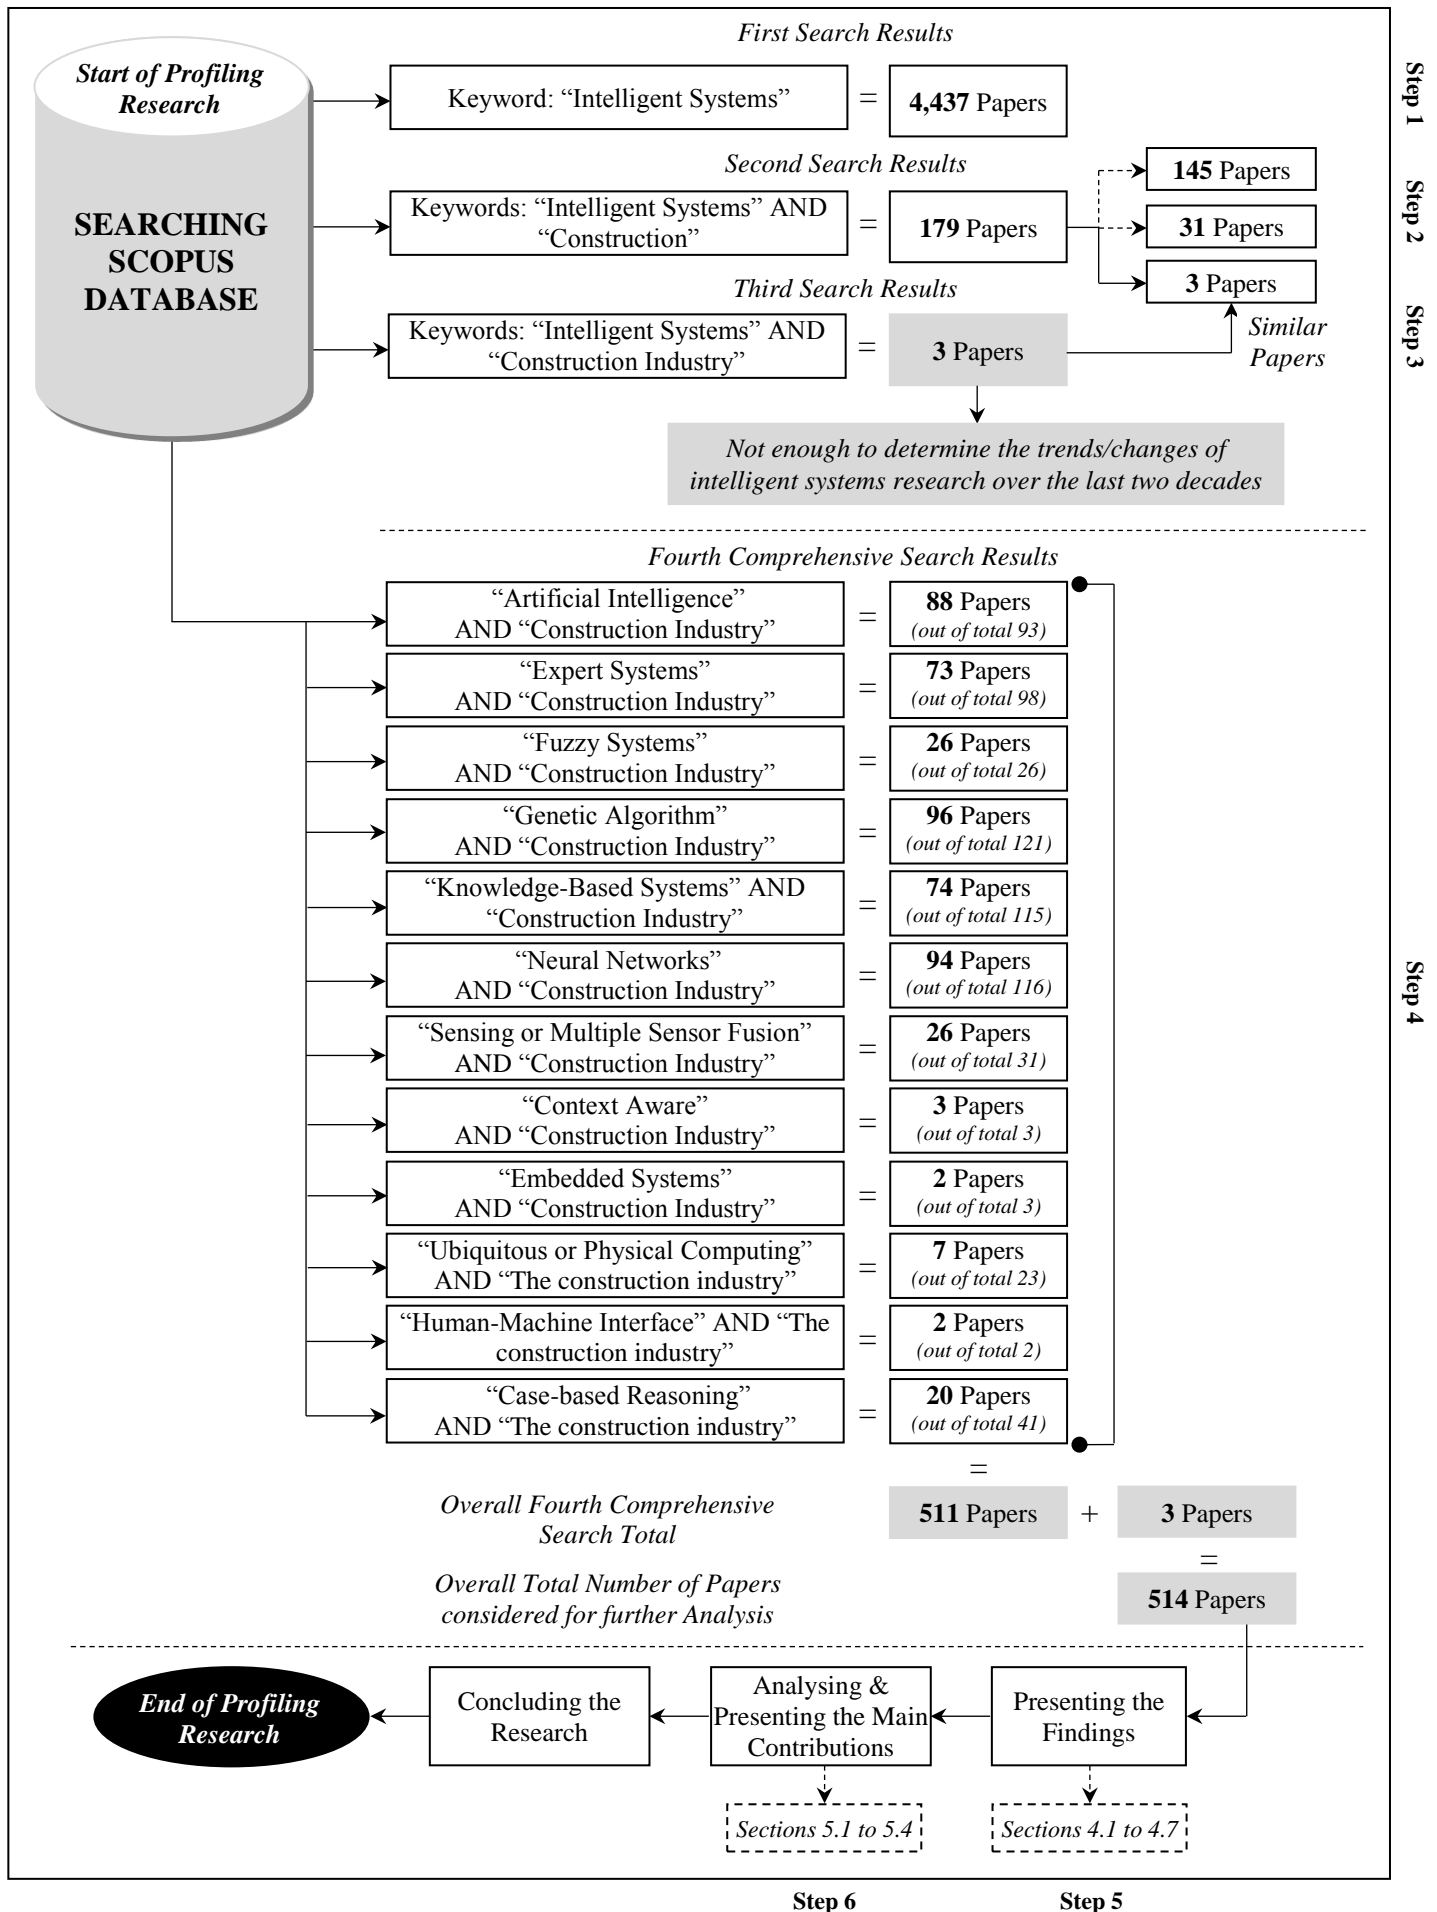 First Search Results
Start of Profiling
Research
Keyword: “Intelligent Systems”
=
4,437 Papers
Step 1
Second Search Results
SEARCHING
SCOPUS
DATABASE
Keywords: “Intelligent Systems” AND
“Construction”
=
179 Papers
145 Papers
31 Papers
3 Papers
Step 2
Third Search Results
Keywords: “Intelligent Systems” AND
“Construction Industry”
=
3 Papers
Similar
Papers
Step 3
Not enough to determine the trends/changes of
intelligent systems research over the last two decades
Fourth Comprehensive Search Results
“Artificial Intelligence”
AND “Construction Industry”
=
88 Papers
(out of total 93)
“Expert Systems”
AND “Construction Industry”
=
73 Papers
(out of total 98)
“Fuzzy Systems”
AND “Construction Industry”
=
26 Papers
(out of total 26)
“Genetic Algorithm”
AND “Construction Industry”
=
96 Papers
(out of total 121)
“Knowledge-Based Systems” AND
“Construction Industry”
=
74 Papers
(out of total 115)
“Neural Networks”
AND “Construction Industry”
=
94 Papers
(out of total 116)
Step 4
“Sensing or Multiple Sensor Fusion”
AND “Construction Industry”
=
26 Papers
(out of total 31)
“Context Aware”
AND “Construction Industry”
=
3 Papers
(out of total 3)
“Embedded Systems”
AND “Construction Industry”
=
2 Papers
(out of total 3)
“Ubiquitous or Physical Computing”
AND “The construction industry”
=
7 Papers
(out of total 23)
“Human-Machine Interface” AND “The
construction industry”
=
2 Papers
(out of total 2)
“Case-based Reasoning”
AND “The construction industry”
=
20 Papers
(out of total 41)
=
Overall Fourth Comprehensive
Search Total
511 Papers
+
3 Papers
=
Overall Total Number of Papers
considered for further Analysis
514 Papers
End of Profiling
Research
Concluding the
Research
Analysing &
Presenting the Main
Contributions
Presenting the
Findings
Sections 5.1 to 5.4
Sections 4.1 to 4.7
Step 6
Step 5